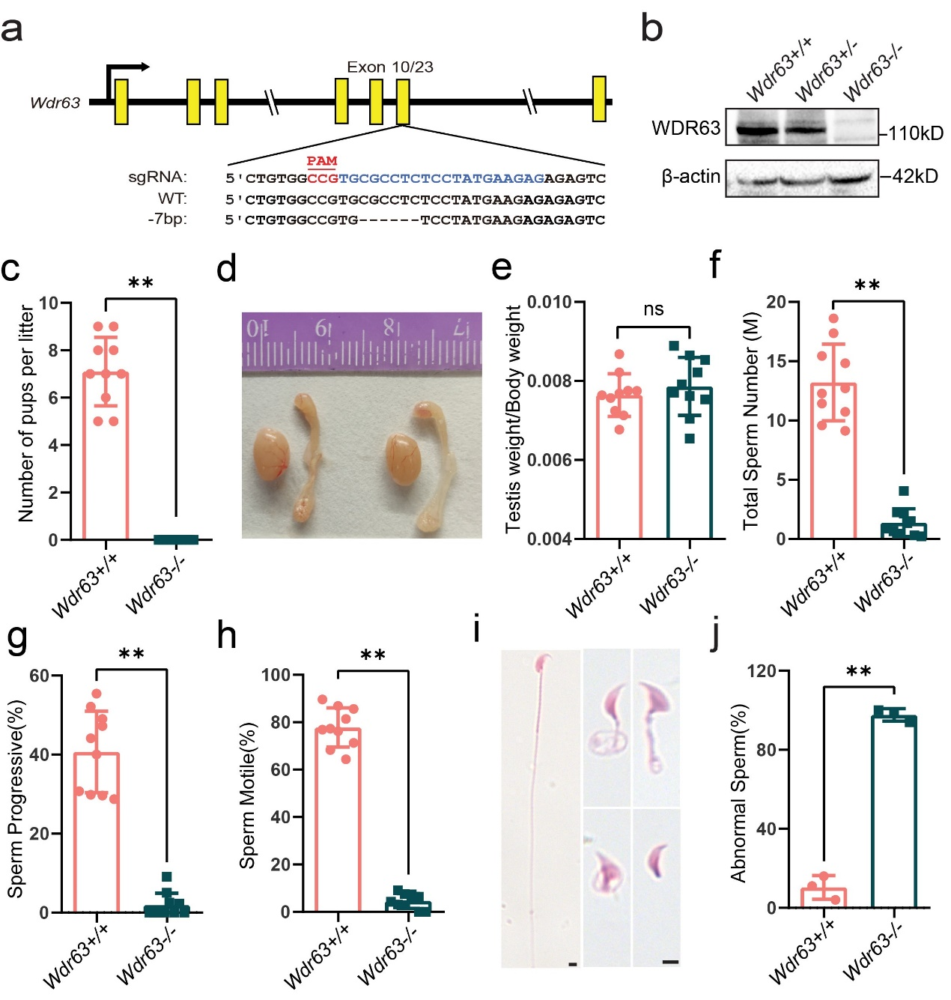 a
b
Exon 10/23
Wdr63
PAM
sgRNA: 5'CTGTGGCCGTGCGCCTCTCCTATGAAGAGAGAGTC
WT: 5'CTGTGGCCGTGCGCCTCTCCTATGAAGAGAGAGTC
-7bp: 5'CTGTGGCCGTG------TCCTATGAAGAGAGAGTC
Wdr63+/+ Wdr63+/- Wdr63-/-
WDR63 -110kD
β-actin -42kD
c
Number of pups per litter
**
10
8
6
4
2
0
Wdr63+/+ Wdr63-/-
d
10 9 8 7
e
Testis weight/Body weight
ns
0.010
0.008
0.006
0.004
Wdr63+/+ Wdr63-/-
f
Total Sperm Number (M)
**
20
15
10
5
0
Wdr63+/+ Wdr63-/-
g
Sperm Progressive(%)
**
60
40
20
0
Wdr63+/+ Wdr63-/-
h
Sperm Motile(%)
**
100
80
60
40
20
0
Wdr63+/+ Wdr63-/-
i
j
Abnormal Sperm(%)
**
120
80
40
0
Wdr63+/+ Wdr63-/-